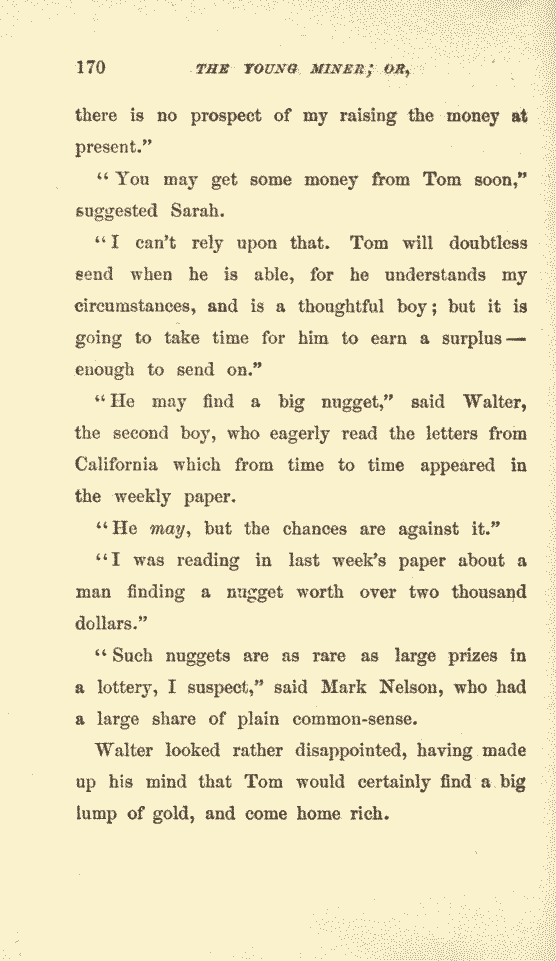 170 THE YOUNG MINER; OR,
there is no prospect of my raising the money at
present.”
“ You may get some money from Tom soon,”
suggested Sarah.
“ I can’t rely upon that. Tom will doubtless
send when he is able, for he understands my
circumstances, and is a thoughtful boy; but it is
going to take time for him to earn a surplus —
enough to send on.”
“ He may find a big nugget,” said Walter,
the second boy, who eagerly read the letters from
California which from time to time appeared in
the weekly paper.
“ He may, but the chances are against it.”
“ I was reading in last week’s paper about a
man finding a nugget worth over two thousand
dollars.”
“ Such nuggets are as rare as large prizes in
a lottery, I suspect,” said Mark Nelson, who had
a large share of plain common-sense.
Walter looked rather disappointed, having made
up his mind that Tom would certainly find a big
lump of gold, and come home rich.